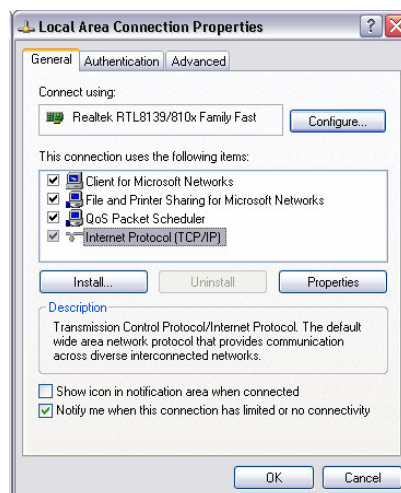 Local Area Connection Properties
General Authentication Advanced
Connect using:
Realtek RTL8139/810x Family Fast
Configure...
This connection uses the following items:
Client for Microsoft Networks
File and Printer Sharing for Microsoft Networks
QoS Packet Scheduler
Internet Protocol (TCP/IP)
Install... Uninstall Properties
Description
Transmission Control Protocol/Internet Protocol. The default
wide area network protocol that provides communication
across diverse interconnected networks.
Show icon in notification area when connected
Notify me when this connection has limited or no connectivity
OK Cancel